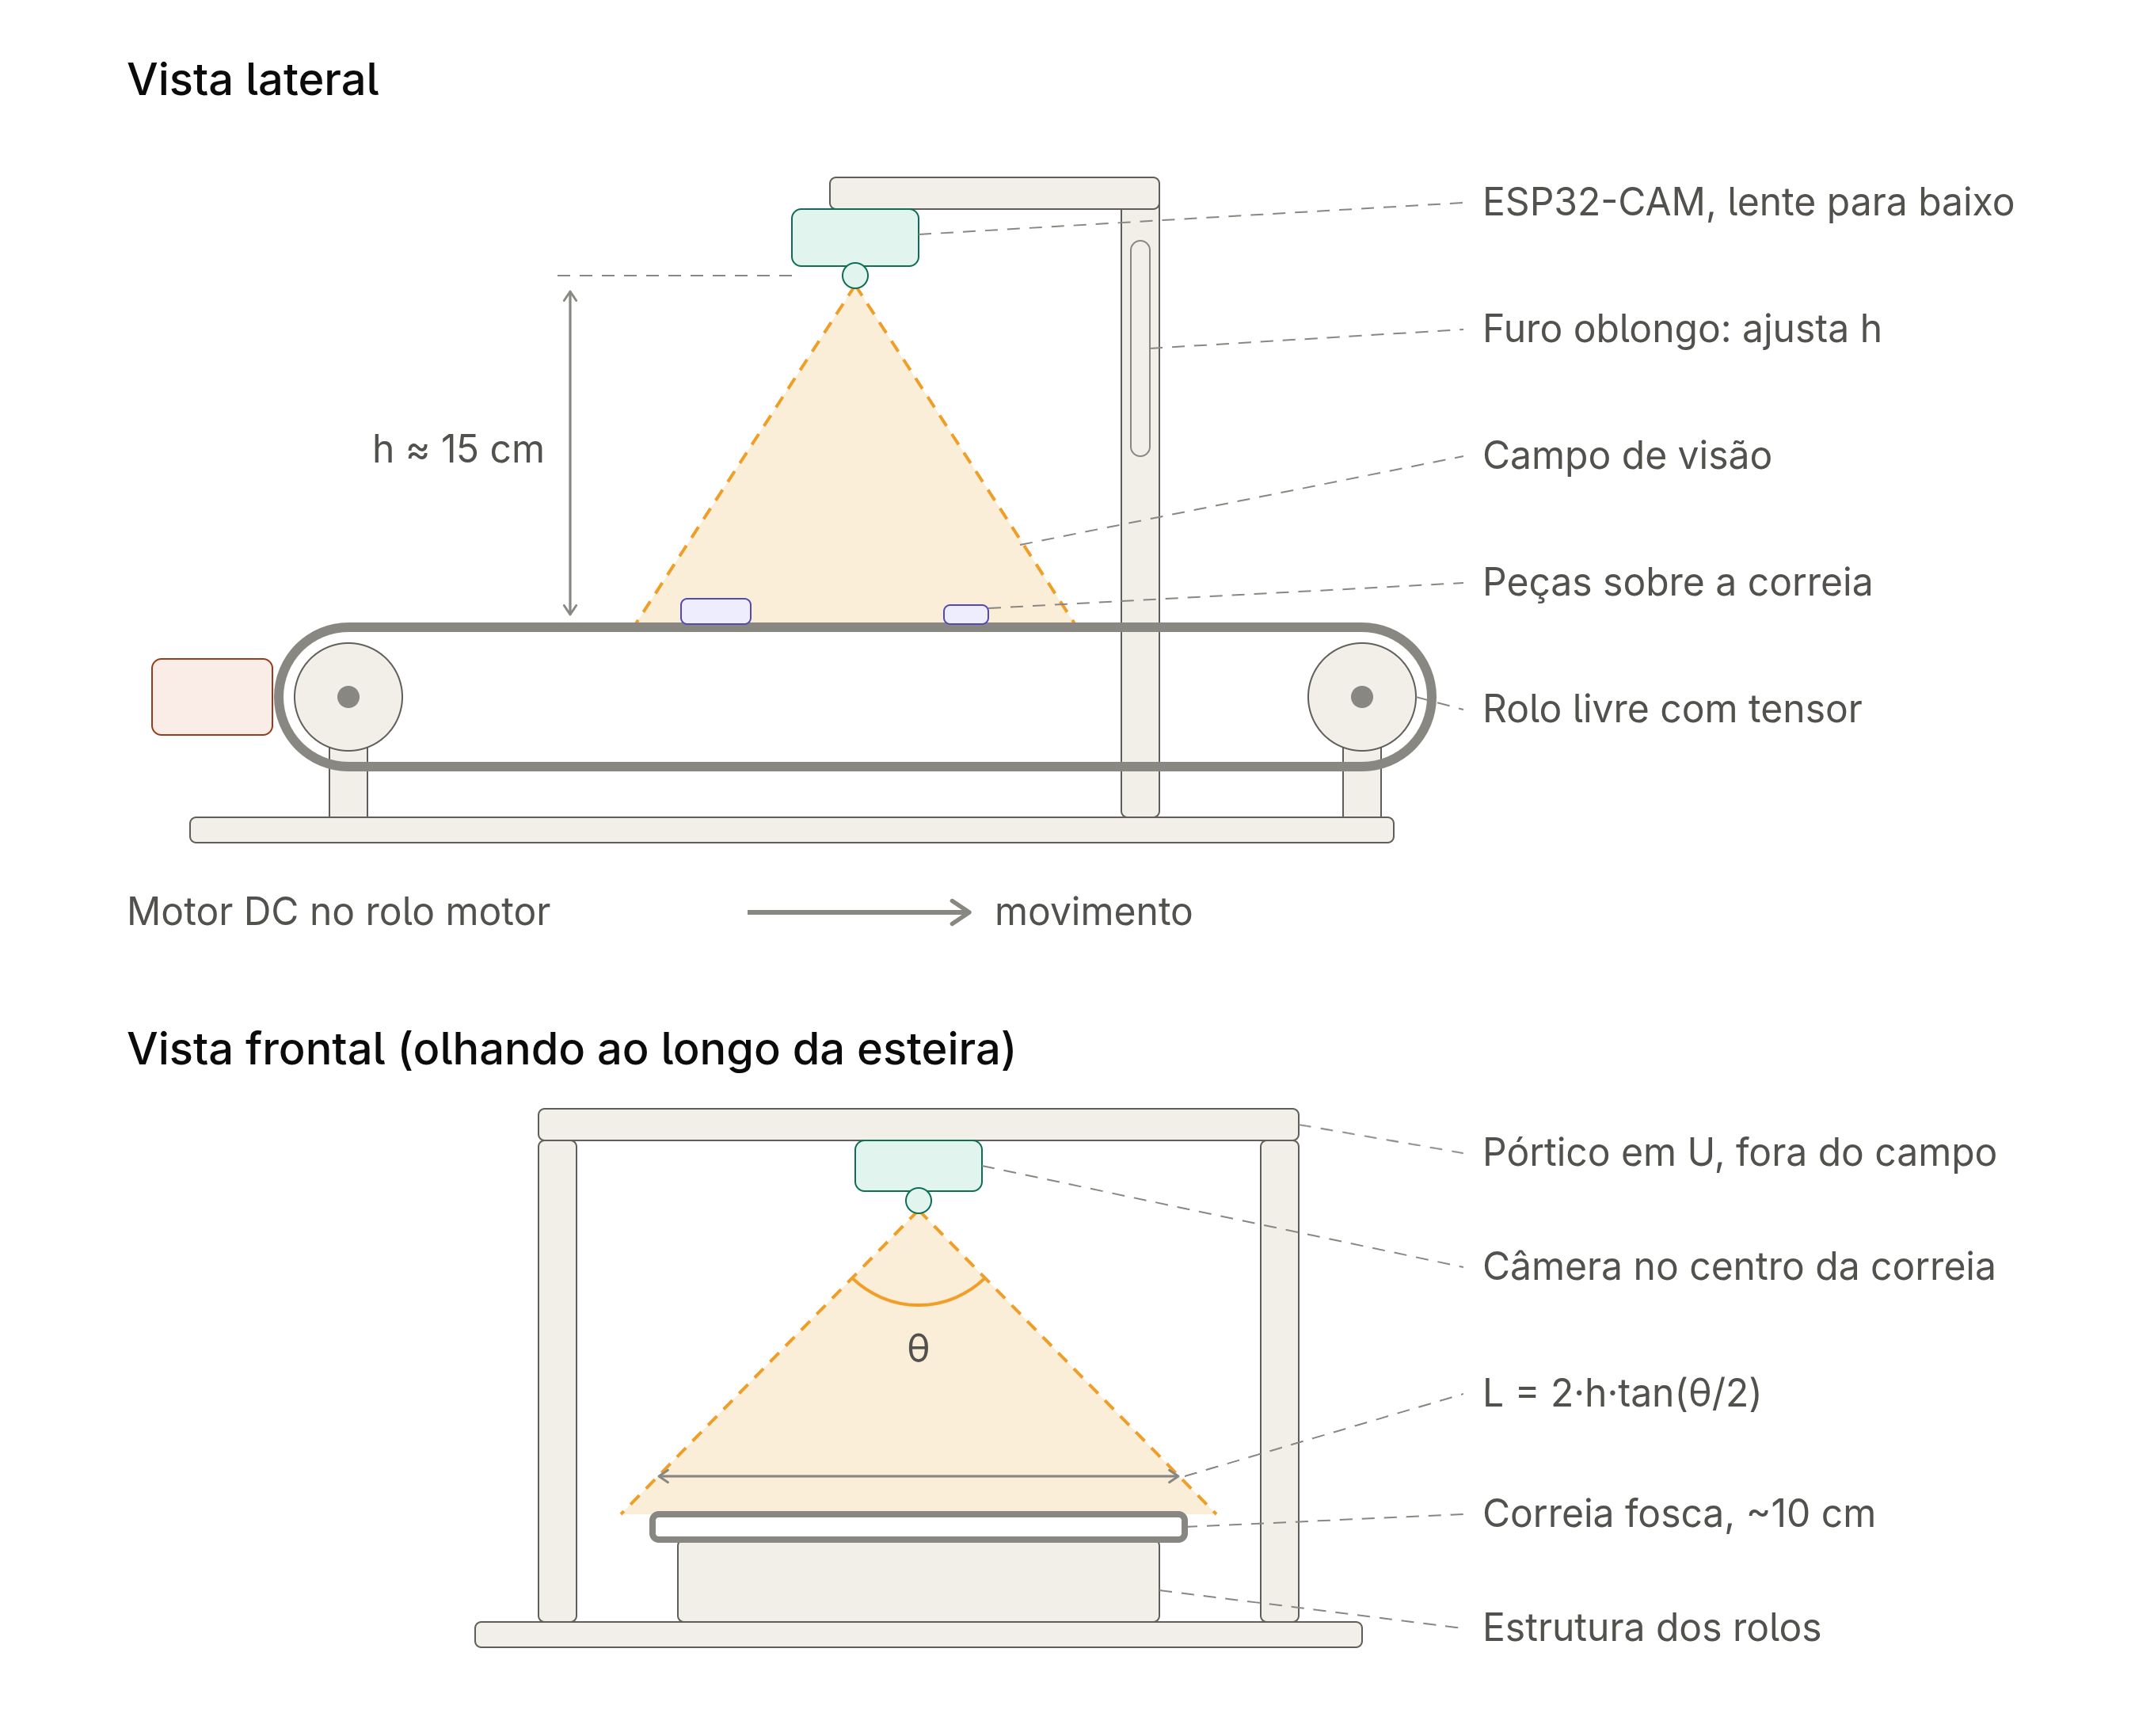 Vista lateral
ESP32-CAM, lente para baixo
Furo oblongo: ajusta h
h ≈ 15 cm
Campo de visão
Peças sobre a correia
Rolo livre com tensor
Motor DC no rolo motor
movimento
Vista frontal (olhando ao longo da esteira)
Pórtico em U, fora do campo
Câmera no centro da correia
θ
L = 2·h·tan(θ/2)
Correia fosca, ~10 cm
Estrutura dos rolos